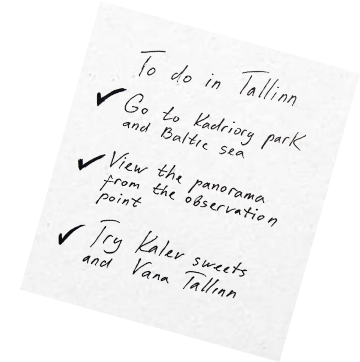 To do in Tallinn
Go to Kadriorg park
and Baltic sea
View the panorama
from the observation
point
Try Kalev sweets
and Vana Tallinn